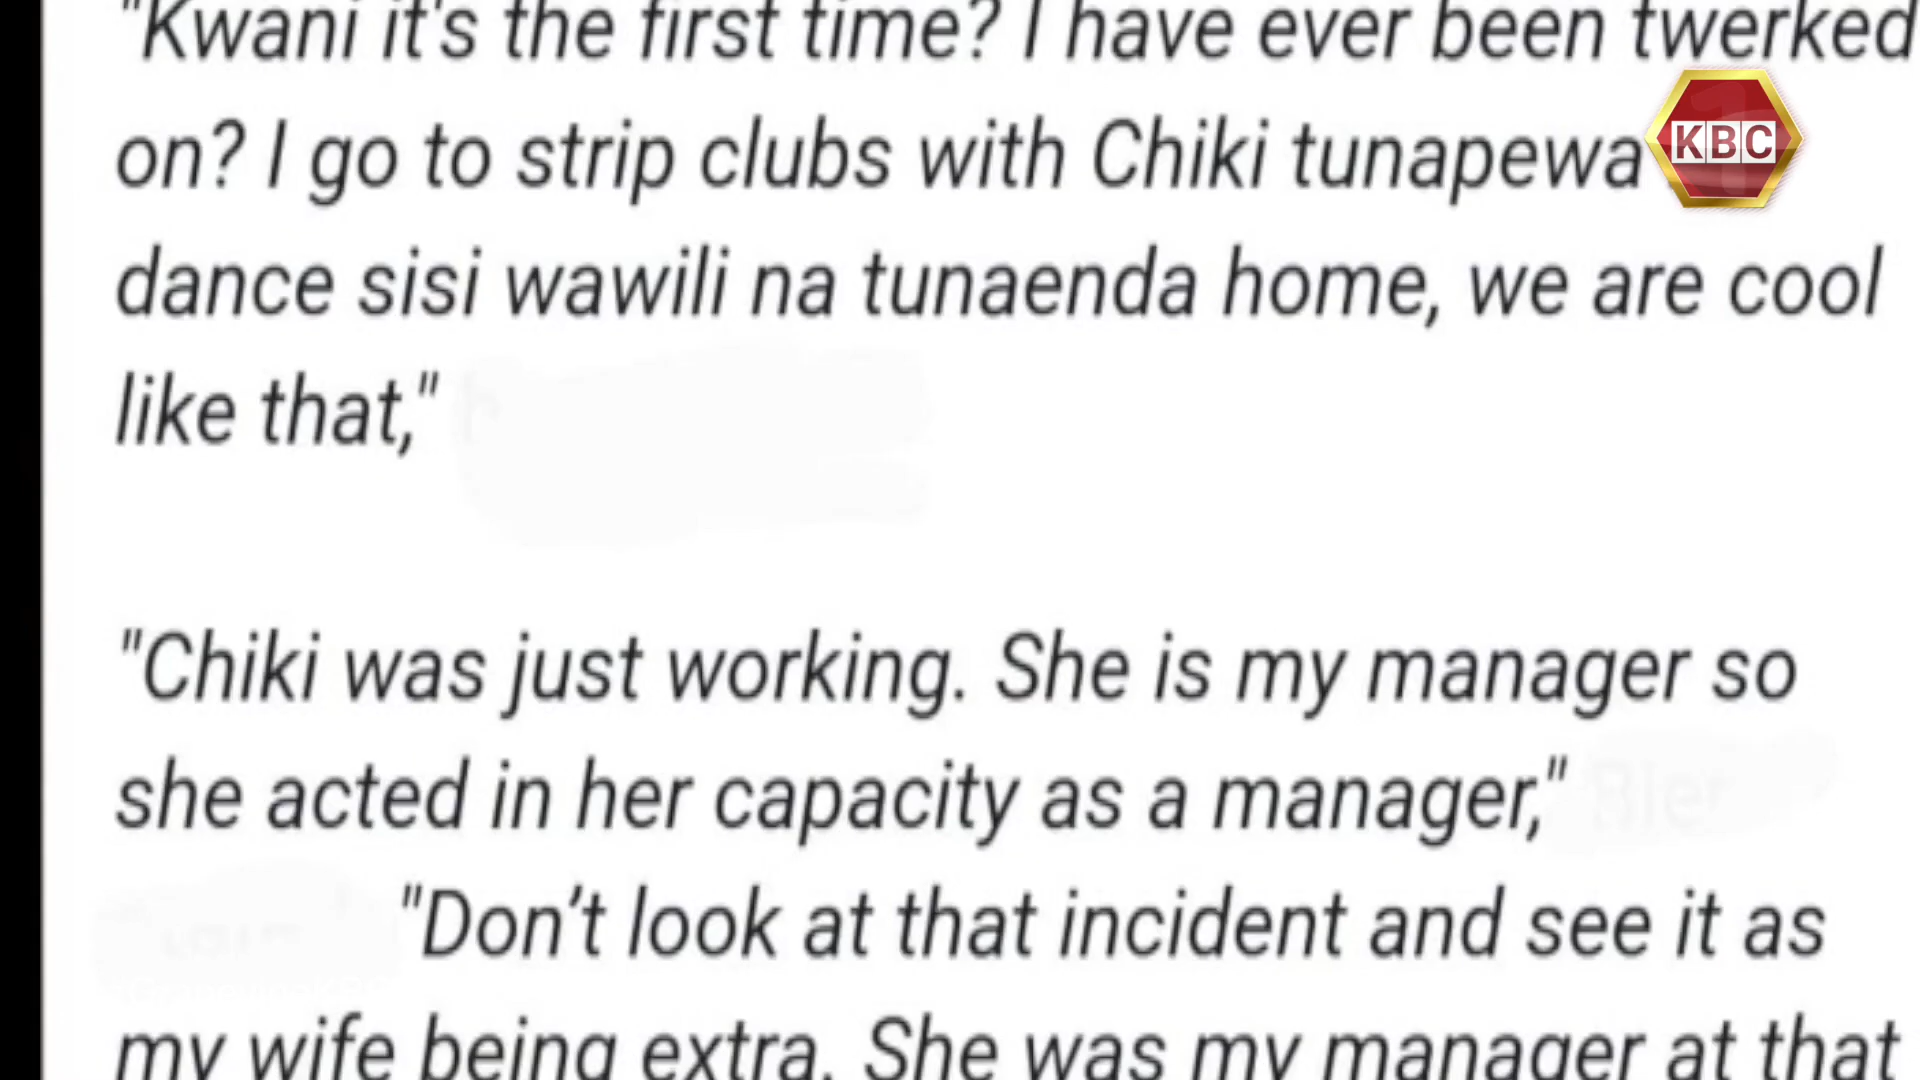 "Kwani it's the first time? I have ever been twerked
on? I go to strip clubs with Chiki tunapewa
KBC
dance sisi wawili na tunaenda home, we are cool
like that,"
"Chiki was just working. She is my manager so
she acted in her capacity as a manager,"
"Don't look at that incident and see it as
my wife being extra. She was my manager at that